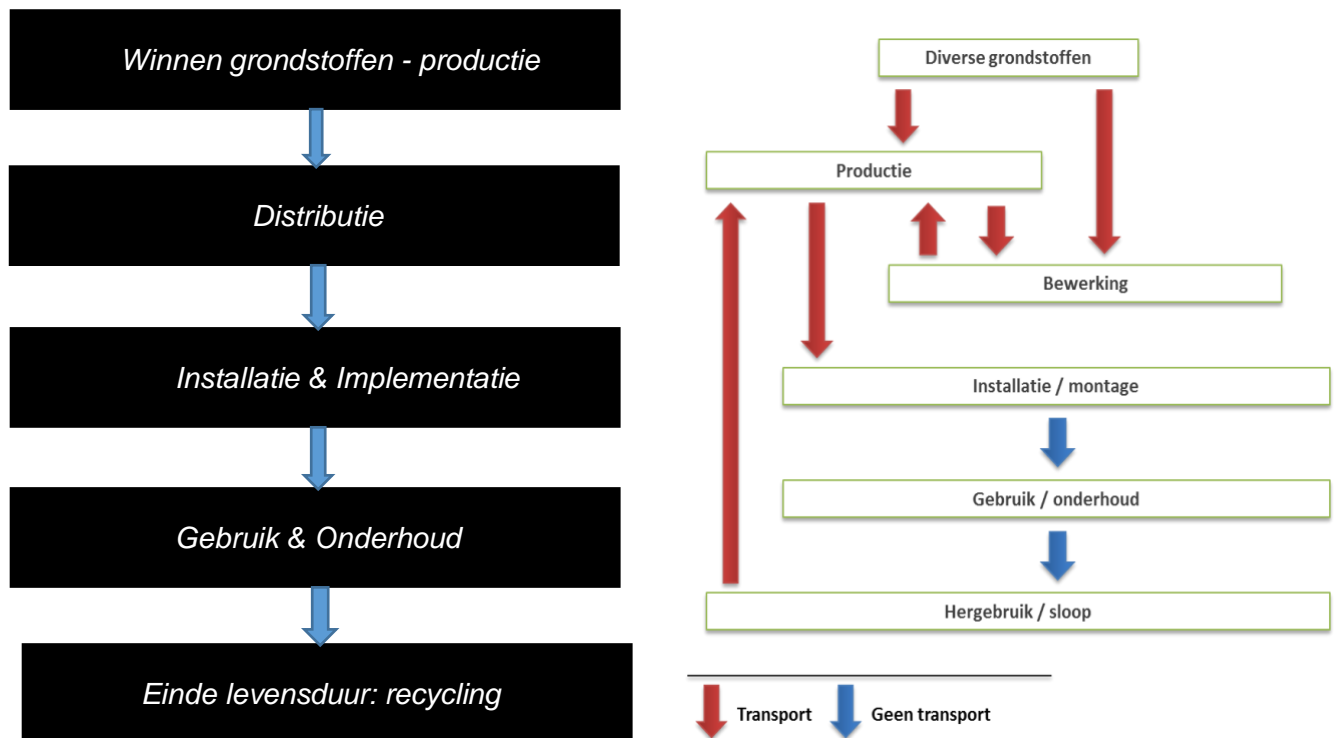 Winnen grondstoffen - productie
Distributie
Installatie & Implementatie
Gebruik & Onderhoud
Einde levensduur: recycling
Diverse grondstoffen
Productie
Bewerking
Installatie / montage
Gebruik / onderhoud
Hergebruik / sloop
Transport
Geen transport